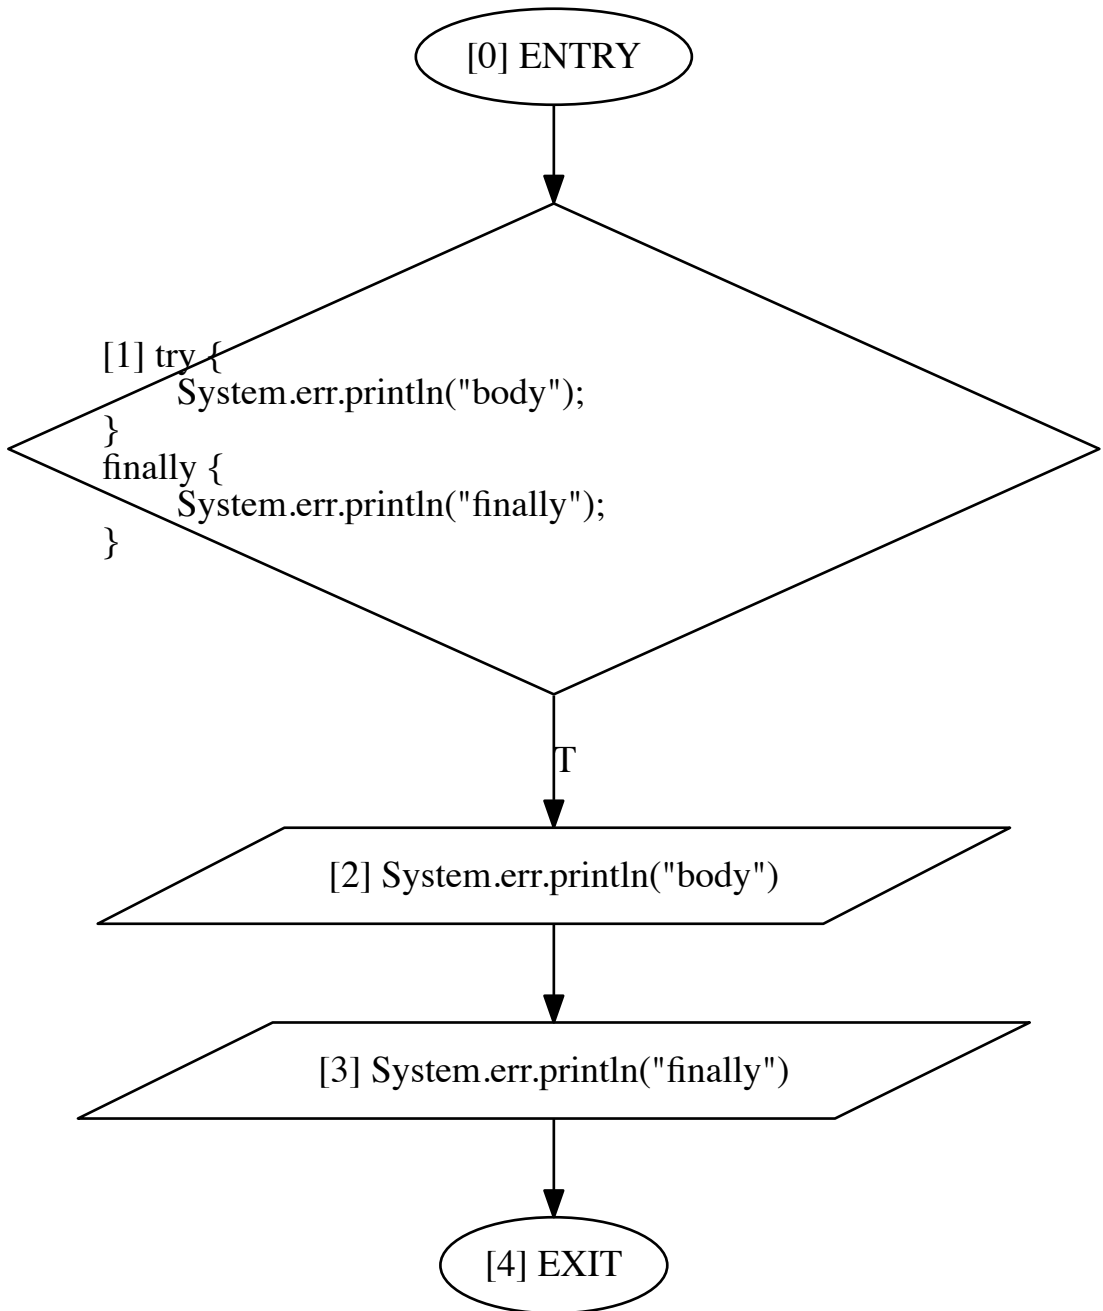 [0] ENTRY
[1] try {
System.err.println("body");
}
finally {
System.err.println("finally");
}
T
[2] System.err.println("body")
[3] System.err.println("finally")
[4] EXIT